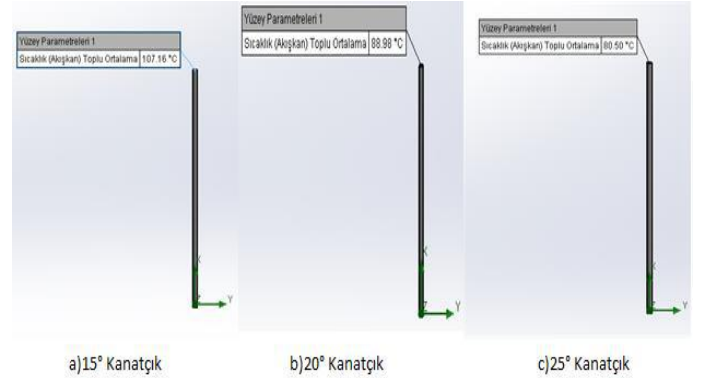 Yüzey Parametreleri 1
Sıcaklık (Akışkan) Toplu Ortalama 107.16 °C
X
Y
Z
a)15° Kanatçık
Yüzey Parametreleri 1
Sıcaklık (Akışkan) Toplu Ortalama 88.98 °C
X
Y
Z
b)20° Kanatçık
Yüzey Parametreleri 1
Sıcaklık (Akışkan) Toplu Ortalama 80.50 °C
X
Y
Z
c)25° Kanatçık